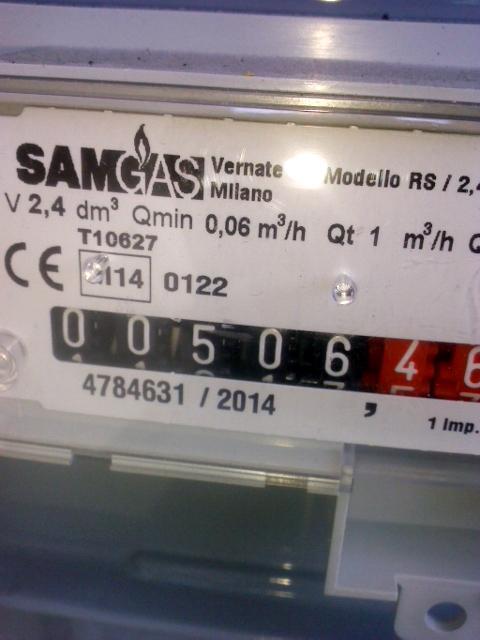 SAMGAS Vernate Modello RS / 2,4
Milano
V 2,4 dm³ Qmin 0,06 m³/h Qt 1 m³/h Q
T10627
CE M14 0122
0 0 5 0 6 4 6
4784631 / 2014 , 1 Imp.